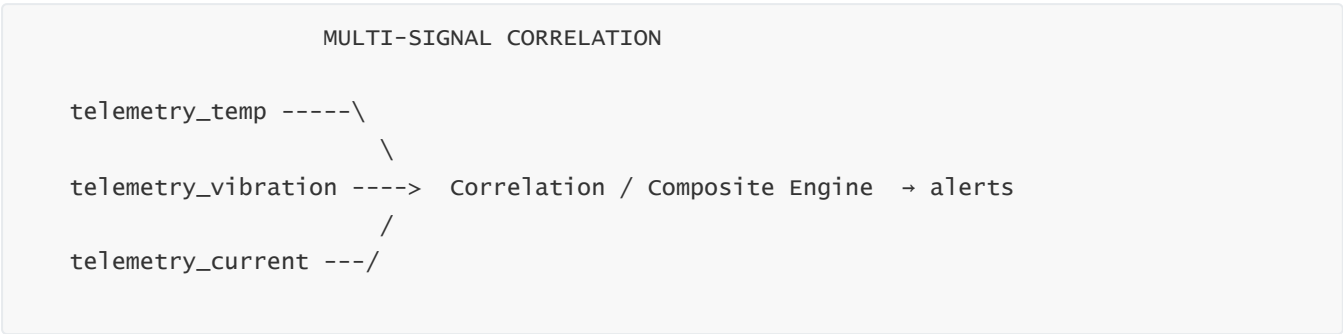 MULTI-SIGNAL CORRELATION
telemetry_temp -----\
\
telemetry_vibration ----> Correlation / Composite Engine → alerts
/
telemetry_current ---/